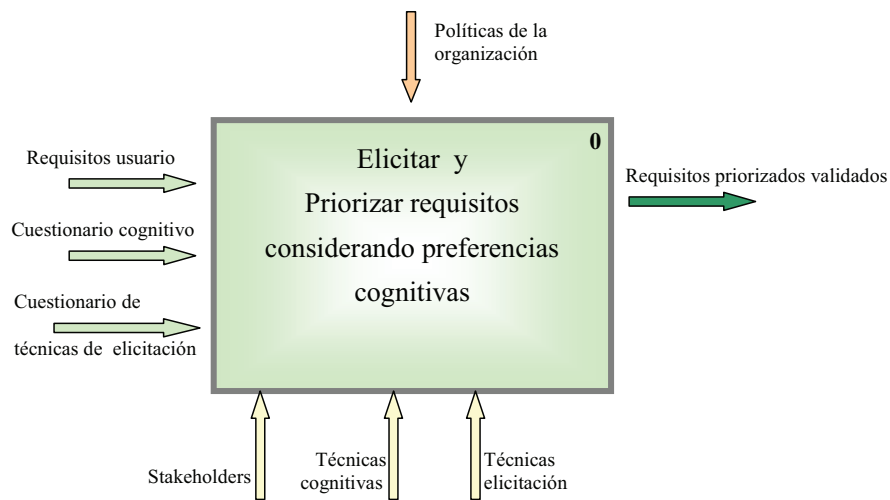 Políticas de la
organización
0
Elicitar y
Priorizar requisitos
considerando preferencias
cognitivas
Requisitos usuario
Cuestionario cognitivo
Cuestionario de
técnicas de elicitación
Requisitos priorizados validados
Stakeholders
Técnicas
cognitivas
Técnicas
elicitación